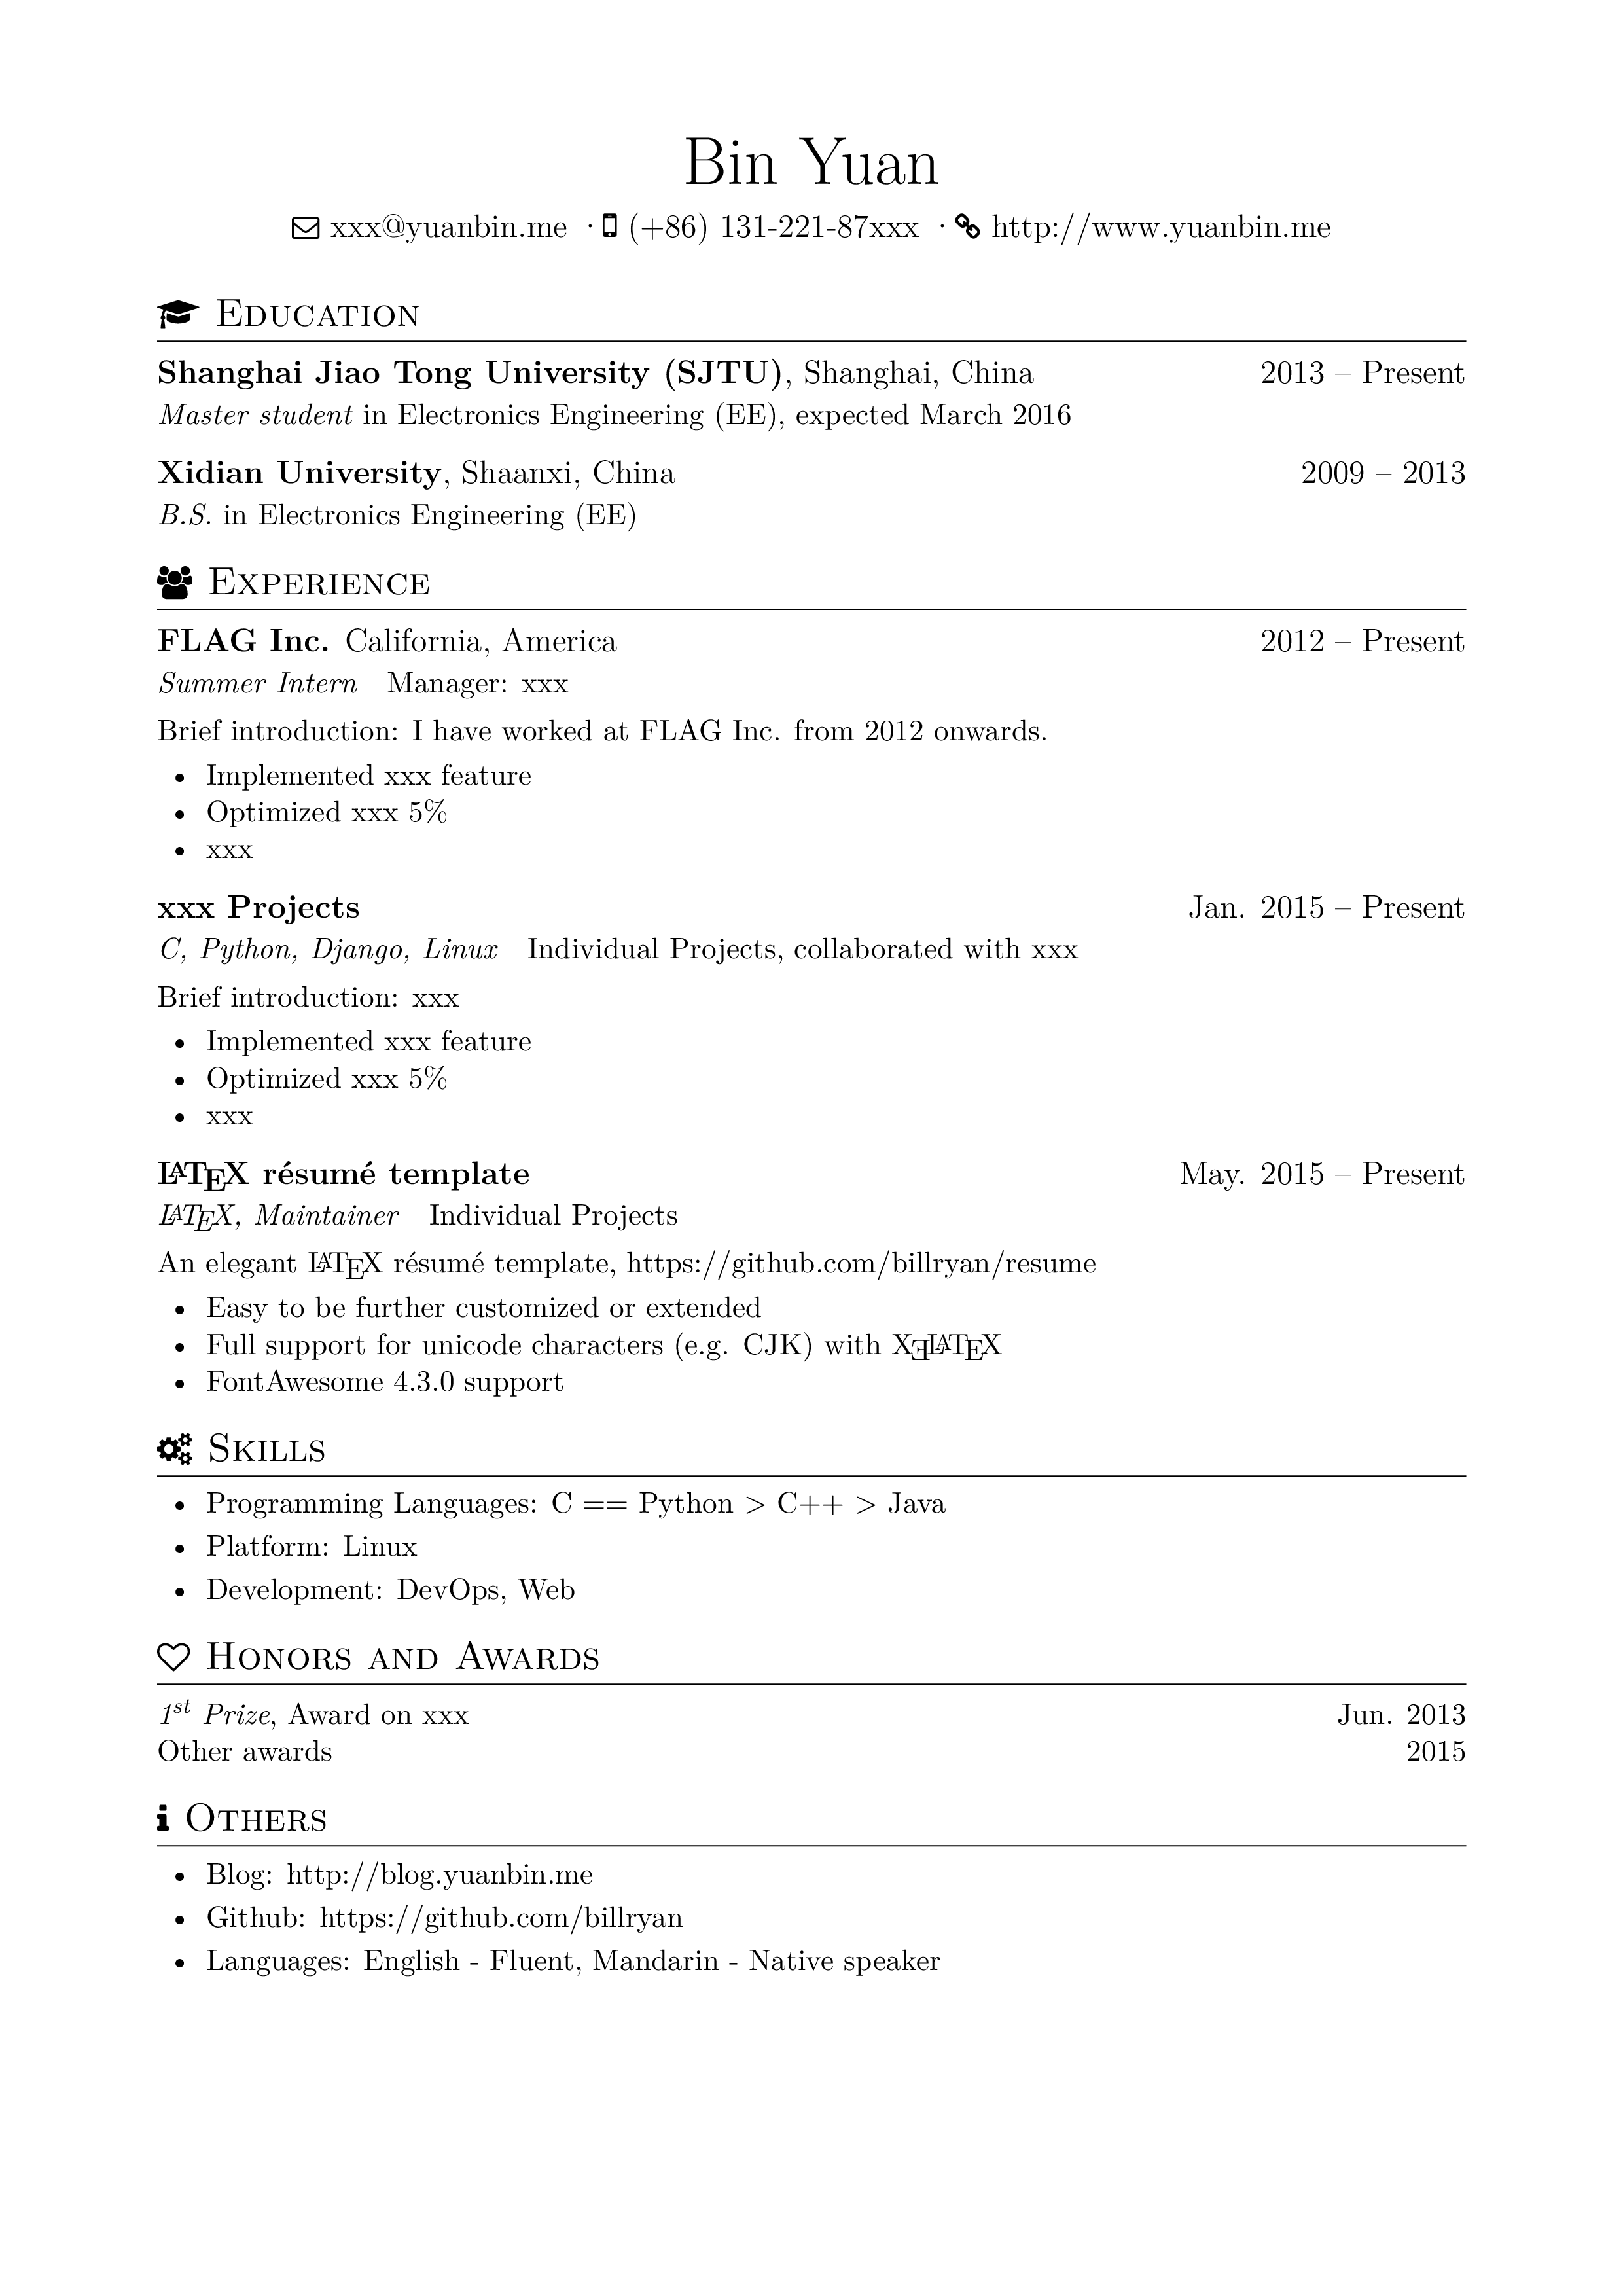 Bin Yuan
xxx@yuanbin.me · (+86) 131-221-87xxx · http://www.yuanbin.me
Education
Shanghai Jiao Tong University (SJTU), Shanghai, China 2013 – Present
Master student in Electronics Engineering (EE), expected March 2016
Xidian University, Shaanxi, China 2009 – 2013
B.S. in Electronics Engineering (EE)
Experience
FLAG Inc. California, America 2012 – Present
Summer Intern Manager: xxx
Brief introduction: I have worked at FLAG Inc. from 2012 onwards.
• Implemented xxx feature
• Optimized xxx 5%
• xxx
xxx Projects Jan. 2015 – Present
C, Python, Django, Linux Individual Projects, collaborated with xxx
Brief introduction: xxx
• Implemented xxx feature
• Optimized xxx 5%
• xxx
LATEX résumé template May. 2015 – Present
LATEX, Maintainer Individual Projects
An elegant LATEX résumé template, https://github.com/billryan/resume
• Easy to be further customized or extended
• Full support for unicode characters (e.g. CJK) with XƎLATEX
• FontAwesome 4.3.0 support
Skills
• Programming Languages: C == Python > C++ > Java
• Platform: Linux
• Development: DevOps, Web
Honors and Awards
1st Prize, Award on xxx Jun. 2013
Other awards 2015
Others
• Blog: http://blog.yuanbin.me
• Github: https://github.com/billryan
• Languages: English - Fluent, Mandarin - Native speaker